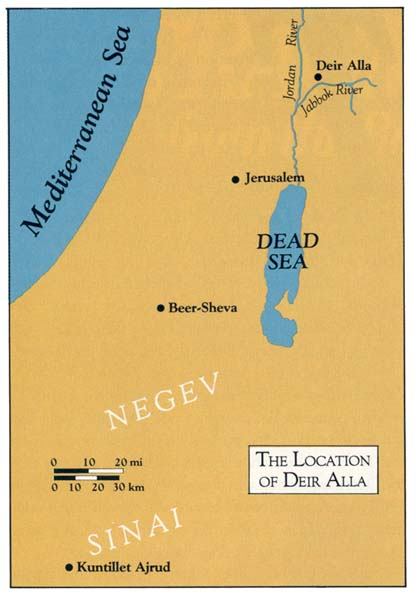 Mediterranean Sea
Jordan River
Deir Alla
Jabbok River
Jerusalem
DEAD
SEA
Beer-Sheva
NEGEV
0 10 20 mi
0 10 20 30 km
THE LOCATION
OF DEIR ALLA
SINAI
Kuntillet Ajrud